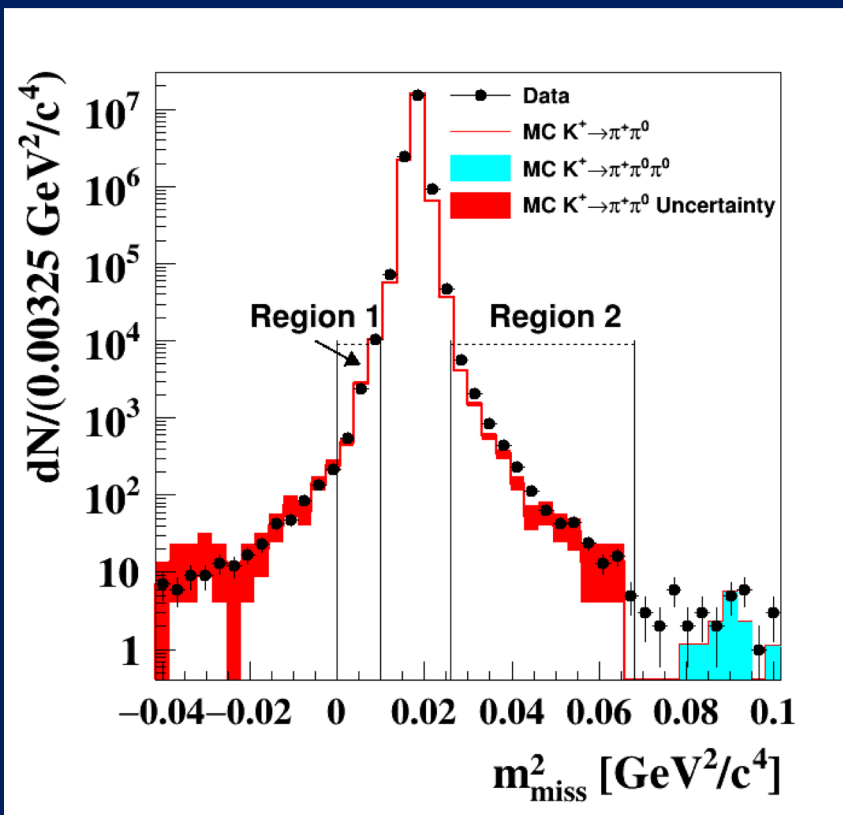 dN/(0.00325 GeV²/c⁴)
10⁷
10⁶
10⁵
10⁴
10³
10²
10
1
Data
MC K⁺→π⁺π⁰
MC K⁺→π⁺π⁰π⁰
MC K⁺→π⁺π⁰ Uncertainty
Region 1
Region 2
−0.04 −0.02 0 0.02 0.04 0.06 0.08 0.1
m²miss [GeV²/c⁴]